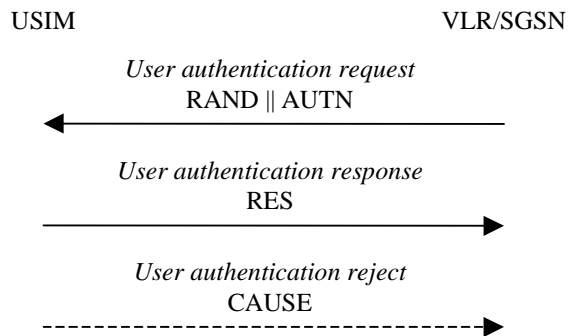 USIM VLR/SGSN
User authentication request
RAND || AUTN
User authentication response
RES
User authentication reject
CAUSE